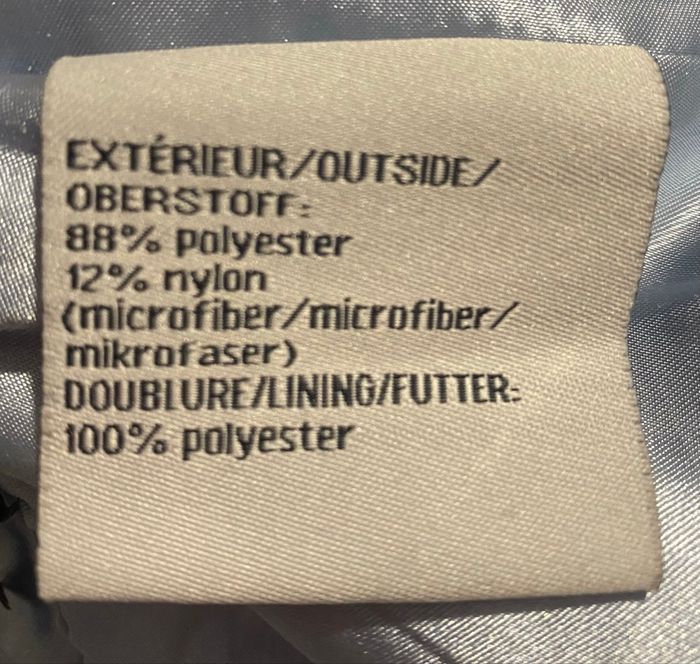 EXTÉRIEUR/OUTSIDE/
OBERSTOFF:
88% polyester
12% nylon
(microfiber/microfiber/
mikrofaser)
DOUBLURE/LINING/FUTTER:
100% polyester